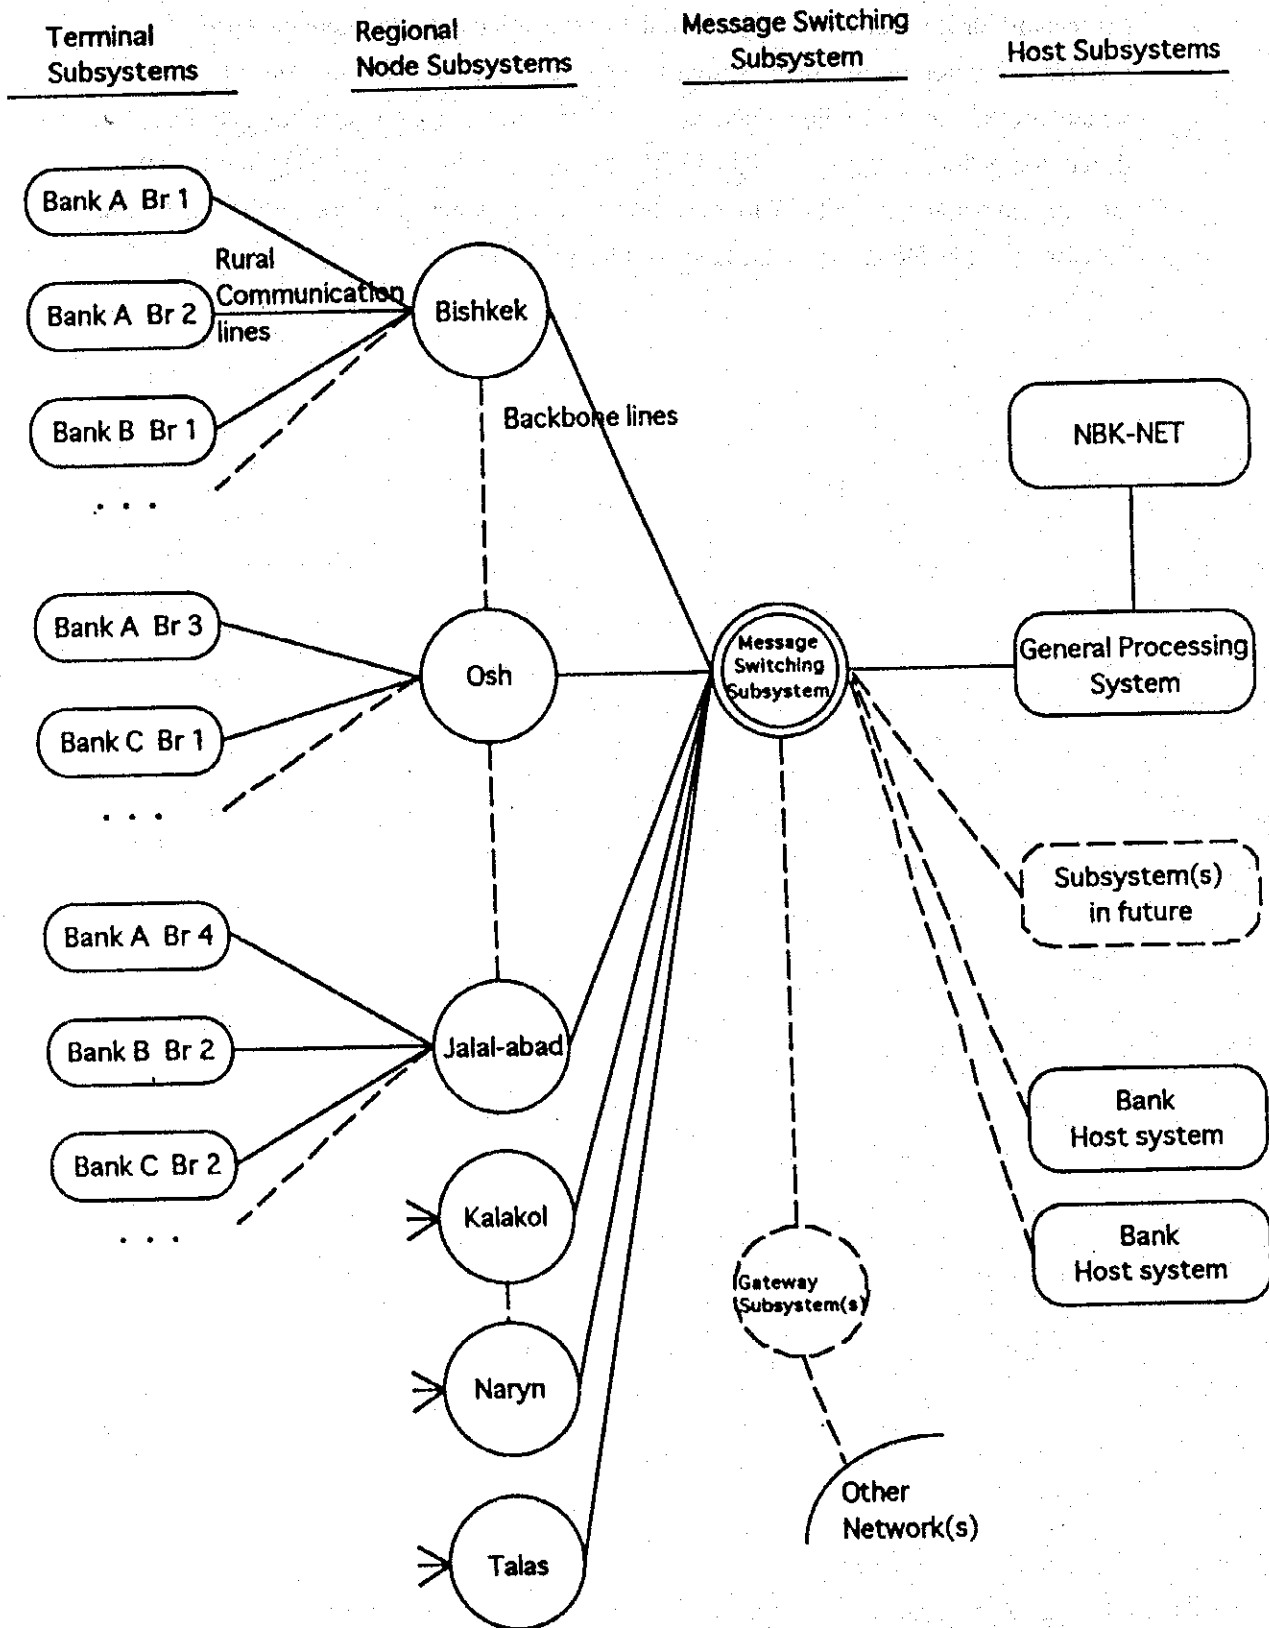 Terminal
Subsystems
Regional
Node Subsystems
Message Switching
Subsystem
Host Subsystems
Bank A Br 1
Rural
Communication
lines
Bank A Br 2
Bishkek
Bank B Br 1
. . .
Backbone lines
NBK-NET
Bank A Br 3
Osh
Bank C Br 1
. . .
Message
Switching
Subsystem
General Processing
System
Subsystem(s)
in future
Bank A Br 4
Bank B Br 2
Jalal-abad
Bank C Br 2
. . .
Bank
Host system
Bank
Host system
Kalakol
Gateway
Subsystem(s)
Naryn
Other
Network(s)
Talas